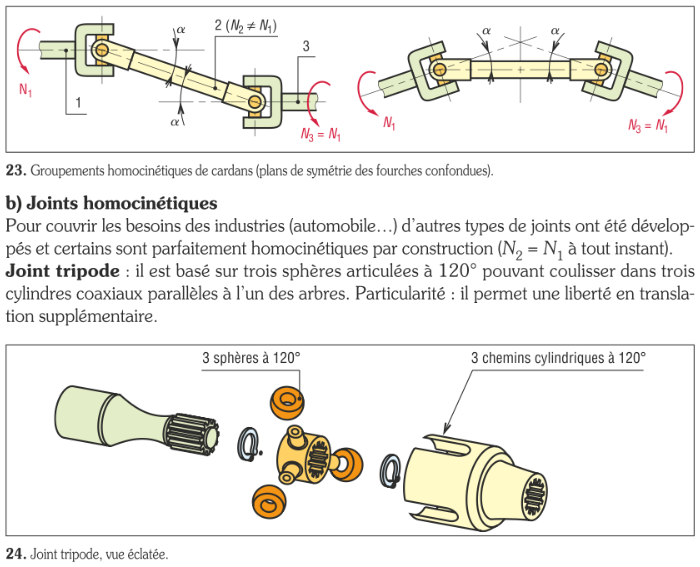 α
2 (N₂ ≠ N₁)
3
α
α
N₁
1
α
N₃ = N₁
N₁
N₃ = N₁
23. Groupements homocinétiques de cardans (plans de symétrie des fourches confondues).
b) Joints homocinétiques
Pour couvrir les besoins des industries (automobile…) d'autres types de joints ont été dévelop-
pés et certains sont parfaitement homocinétiques par construction (N₂ = N₁ à tout instant).
Joint tripode : il est basé sur trois sphères articulées à 120° pouvant coulisser dans trois
cylindres coaxiaux parallèles à l'un des arbres. Particularité : il permet une liberté en transla-
tion supplémentaire.
3 sphères à 120°
3 chemins cylindriques à 120°
24. Joint tripode, vue éclatée.